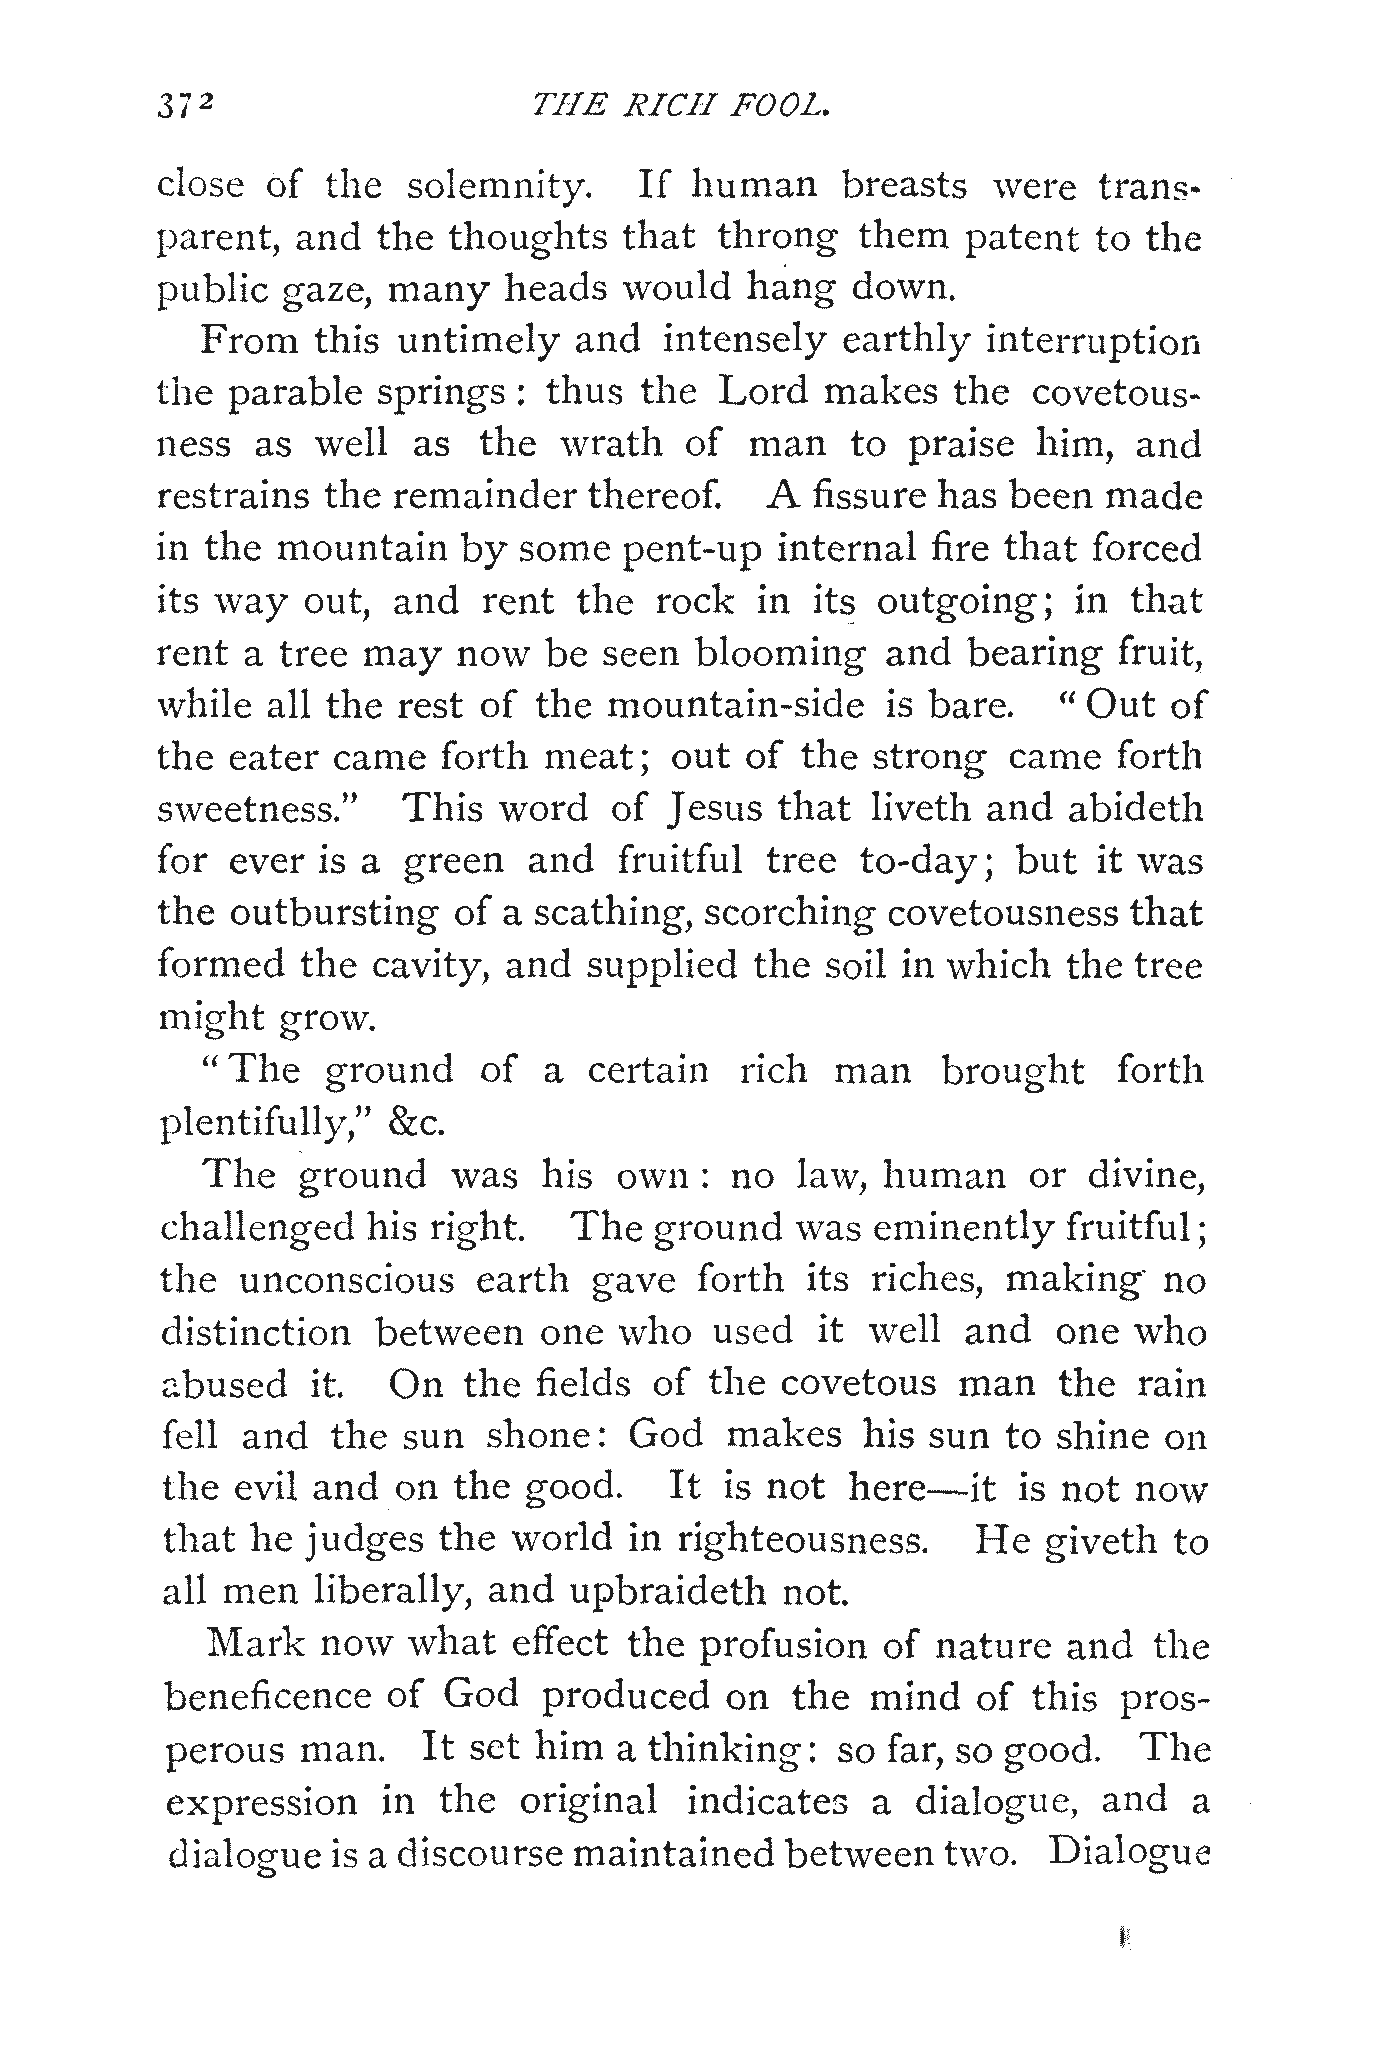 372 THE RICH FOOL.
close of the solemnity. If human breasts were trans-
parent, and the thoughts that throng them patent to the
public gaze, many heads would hang down.
From this untimely and intensely earthly interruption
the parable springs : thus the Lord makes the covetous-
ness as well as the wrath of man to praise him, and
restrains the remainder thereof. A fissure has been made
in the mountain by some pent-up internal fire that forced
its way out, and rent the rock in its outgoing; in that
rent a tree may now be seen blooming and bearing fruit,
while all the rest of the mountain-side is bare. “ Out of
the eater came forth meat; out of the strong came forth
sweetness.” This word of Jesus that liveth and abideth
for ever is a green and fruitful tree to-day; but it was
the outbursting of a scathing, scorching covetousness that
formed the cavity, and supplied the soil in which the tree
might grow.
“ The ground of a certain rich man brought forth
plentifully,” &c.
The ground was his own : no law, human or divine,
challenged his right. The ground was eminently fruitful;
the unconscious earth gave forth its riches, making no
distinction between one who used it well and one who
abused it. On the fields of the covetous man the rain
fell and the sun shone: God makes his sun to shine on
the evil and on the good. It is not here—it is not now
that he judges the world in righteousness. He giveth to
all men liberally, and upbraideth not.
Mark now what effect the profusion of nature and the
beneficence of God produced on the mind of this pros-
perous man. It set him a thinking: so far, so good. The
expression in the original indicates a dialogue, and a
dialogue is a discourse maintained between two. Dialogue